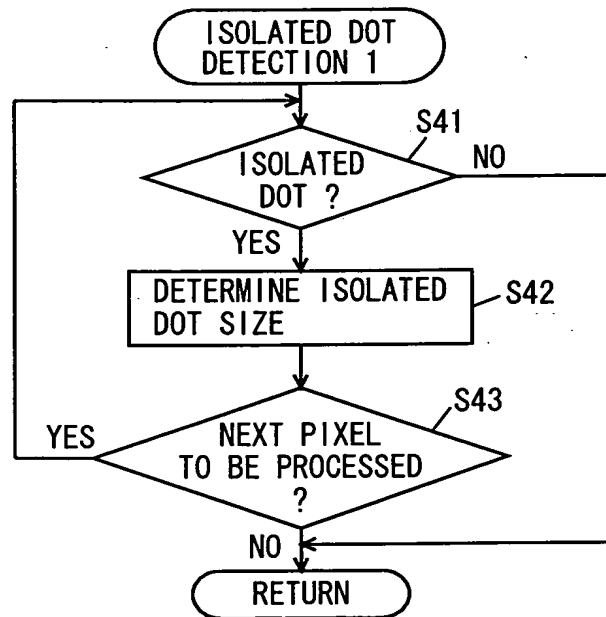 ISOLATED DOT
DETECTION 1
S41
ISOLATED
DOT ?
NO
YES
DETERMINE ISOLATED
DOT SIZE
S42
S43
YES
NEXT PIXEL
TO BE PROCESSED
?
NO
RETURN